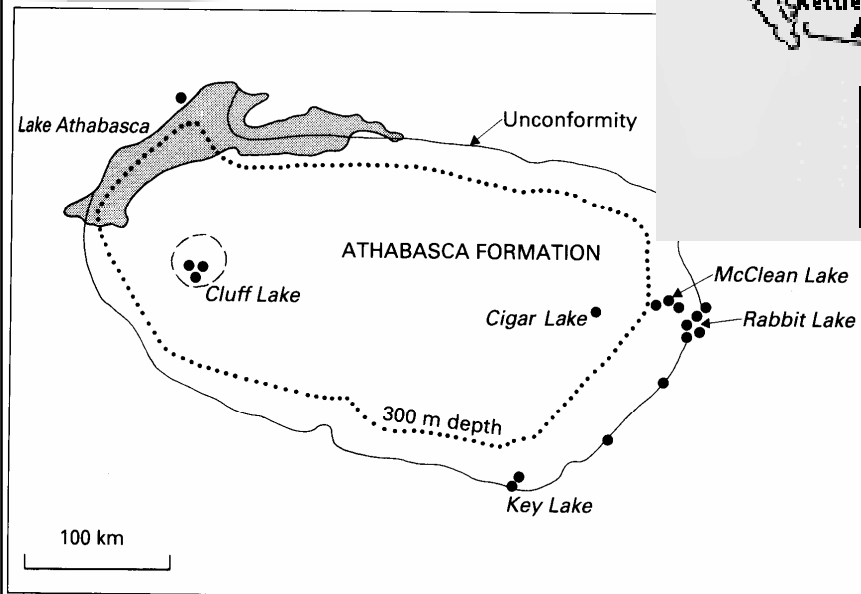 Lake Athabasca
Unconformity
ATHABASCA FORMATION
McClean Lake
Cluff Lake
Cigar Lake
Rabbit Lake
300 m depth
Key Lake
100 km